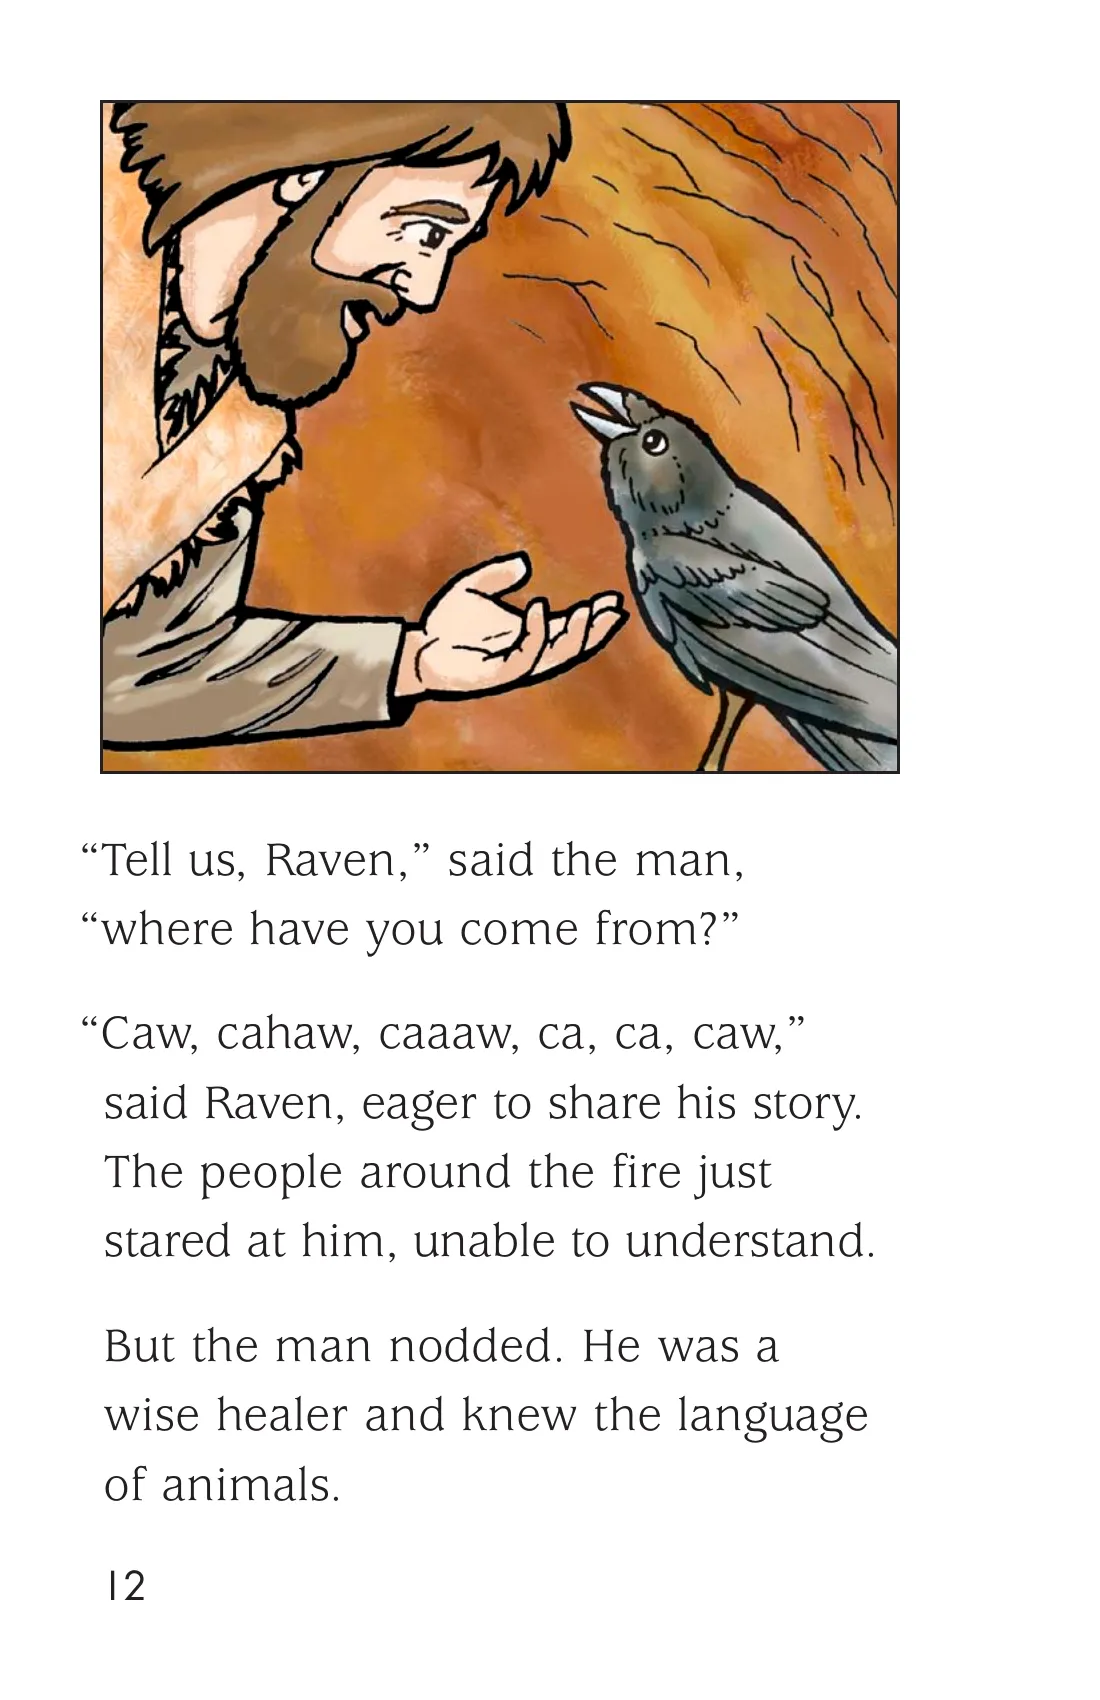 “Tell us, Raven,” said the man,
“where have you come from?”
“Caw, cahaw, caaaw, ca, ca, caw,”
said Raven, eager to share his story.
The people around the fire just
stared at him, unable to understand.
But the man nodded. He was a
wise healer and knew the language
of animals.
12